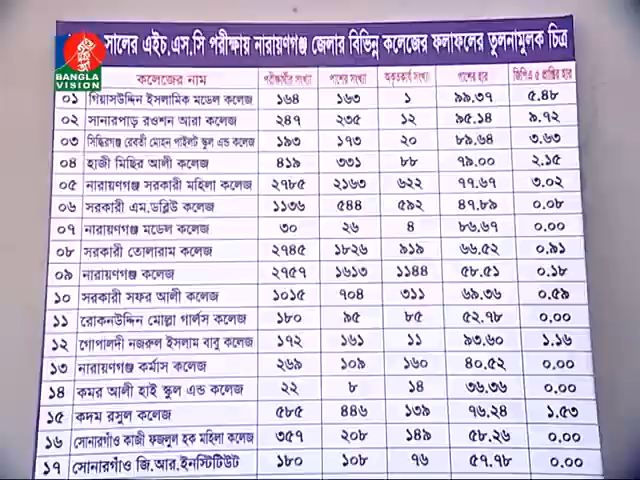 সালের এইচ.এস.সি পরীক্ষায় নারায়ণগঞ্জ জেলার বিভিন্ন কলেজের ফলাফলের তুলনামূলক চিত্র
BANGLA
VISION
কলেজের নাম পরীক্ষার্থীর সংখ্যা পাশের সংখ্যা অকৃতকার্য সংখ্যা পাশের হার জিপিএ ৫ প্রাপ্তির হার
০১ গিয়াসউদ্দিন ইসলামিক মডেল কলেজ ১৬৪ ১৬৩ ১ ৯৯.৩৭ ৫.৪৮
০২ সানারপাড় রওশন আরা কলেজ ২৪৭ ২৩৫ ১২ ৯৫.১৪ ৯.৭২
০৩ সিদ্ধিরগঞ্জ রেবতী মোহন পাইলট স্কুল এন্ড কলেজ ১৯৩ ১৭৩ ২০ ৮৯.৬৪ ৩.৬৩
০৪ হাজী মিছির আলী কলেজ ৪১৯ ৩৩১ ৮৮ ৭৯.০০ ২.১৫
০৫ নারায়ণগঞ্জ সরকারী মহিলা কলেজ ২৭৮৫ ২১৬৩ ৬২২ ৭৭.৬৭ ৩.০২
০৬ সরকারী এম.ডব্লিউ কলেজ ১১৩৬ ৫৪৪ ৫৯২ ৪৭.৮৯ ০.০৮
০৭ নারায়ণগঞ্জ মডেল কলেজ ৩০ ২৬ ৪ ৮৬.৬৭ ০.০০
০৮ সরকারী তোলারাম কলেজ ২৭৪৫ ১৮২৬ ৯১৯ ৬৬.৫২ ০.৯১
০৯ নারায়ণগঞ্জ কলেজ ২৭৫৭ ১৬১৩ ১১৪৪ ৫৮.৫১ ০.১৮
১০ সরকারী সফর আলী কলেজ ১০১৫ ৭০৪ ৩১১ ৬৯.৩৬ ০.৫৯
১১ রোকনউদ্দিন মোল্লা গার্লস কলেজ ১৮০ ৯৫ ৮৫ ৫২.৭৮ ০.০০
১২ গোপালদী নজরুল ইসলাম বাবু কলেজ ১৭২ ১৬১ ১১ ৯৩.৬০ ১.১৬
১৩ নারায়ণগঞ্জ কর্মাস কলেজ ২৬৯ ১০৯ ১৬০ ৪০.৫২ ০.০০
১৪ কমর আলী হাই স্কুল এন্ড কলেজ ২২ ৮ ১৪ ৩৬.৩৬ ০.০০
১৫ কদম রসুল কলেজ ৫৮৫ ৪৪৬ ১৩৯ ৭৬.২৪ ১.৫৩
১৬ সোনারগাঁও কাজী ফজলুল হক মহিলা কলেজ ৩৫৭ ২০৮ ১৪৯ ৫৮.২৬ ০.০০
১৭ সোনারগাঁও জি.আর.ইনস্টিটিউট ১৮০ ১০৮ ৭৬ ৫৭.৭৮ ০.০০